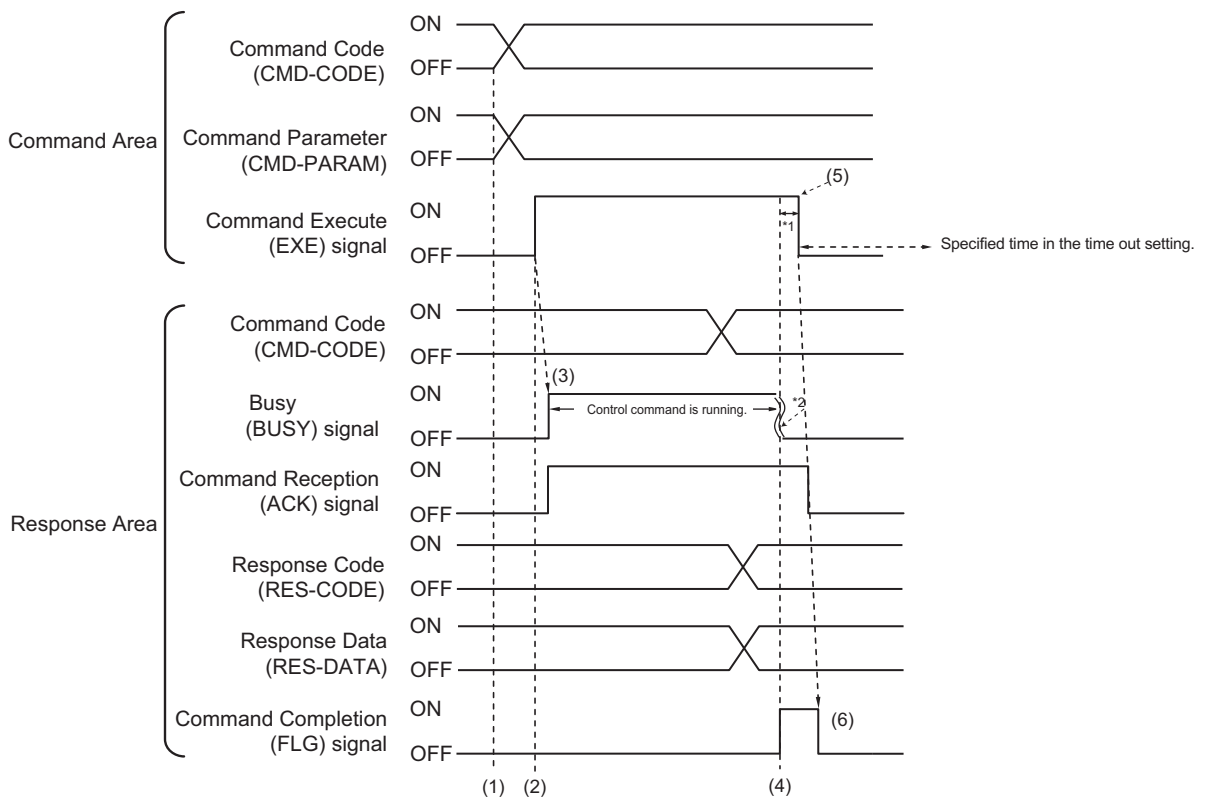 Command Area
Command Code
(CMD-CODE)
ON
OFF
Command Parameter
(CMD-PARAM)
ON
OFF
Command Execute
(EXE) signal
ON
OFF
(5)
*1
Specified time in the time out setting.
Response Area
Command Code
(CMD-CODE)
ON
OFF
Busy
(BUSY) signal
ON
OFF
(3)
Control command is running.
*2
Command Reception
(ACK) signal
ON
OFF
Response Code
(RES-CODE)
ON
OFF
Response Data
(RES-DATA)
ON
OFF
Command Completion
(FLG) signal
ON
OFF
(6)
(1)
(2)
(4)